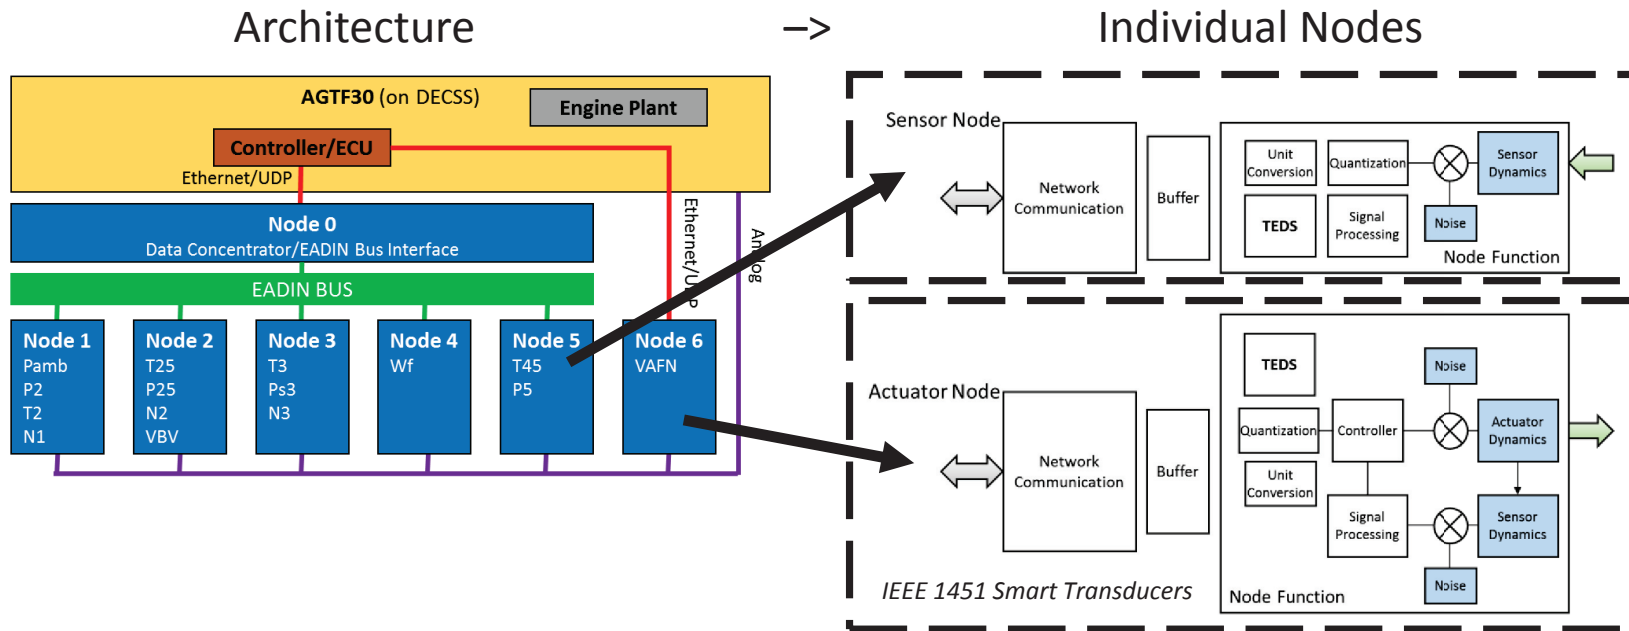 Architecture –> Individual Nodes
AGTF30 (on DECSS)
Engine Plant
Controller/ECU
Ethernet/UDP
Node 0
Data Concentrator/EADIN Bus Interface
EADIN BUS
Ethernet/UDP
Analog
Node 1
Pamb
P2
T2
N1
Node 2
T25
P25
N2
VBV
Node 3
T3
Ps3
N3
Node 4
Wf
Node 5
T45
P5
Node 6
VAFN
Sensor Node
Network
Communication
Buffer
Unit
Conversion
Quantization
Sensor
Dynamics
TEDS
Signal
Processing
Noise
Node Function
Actuator Node
Network
Communication
Buffer
TEDS
Noise
Quantization
Controller
Actuator
Dynamics
Unit
Conversion
Signal
Processing
Sensor
Dynamics
Noise
Node Function
IEEE 1451 Smart Transducers